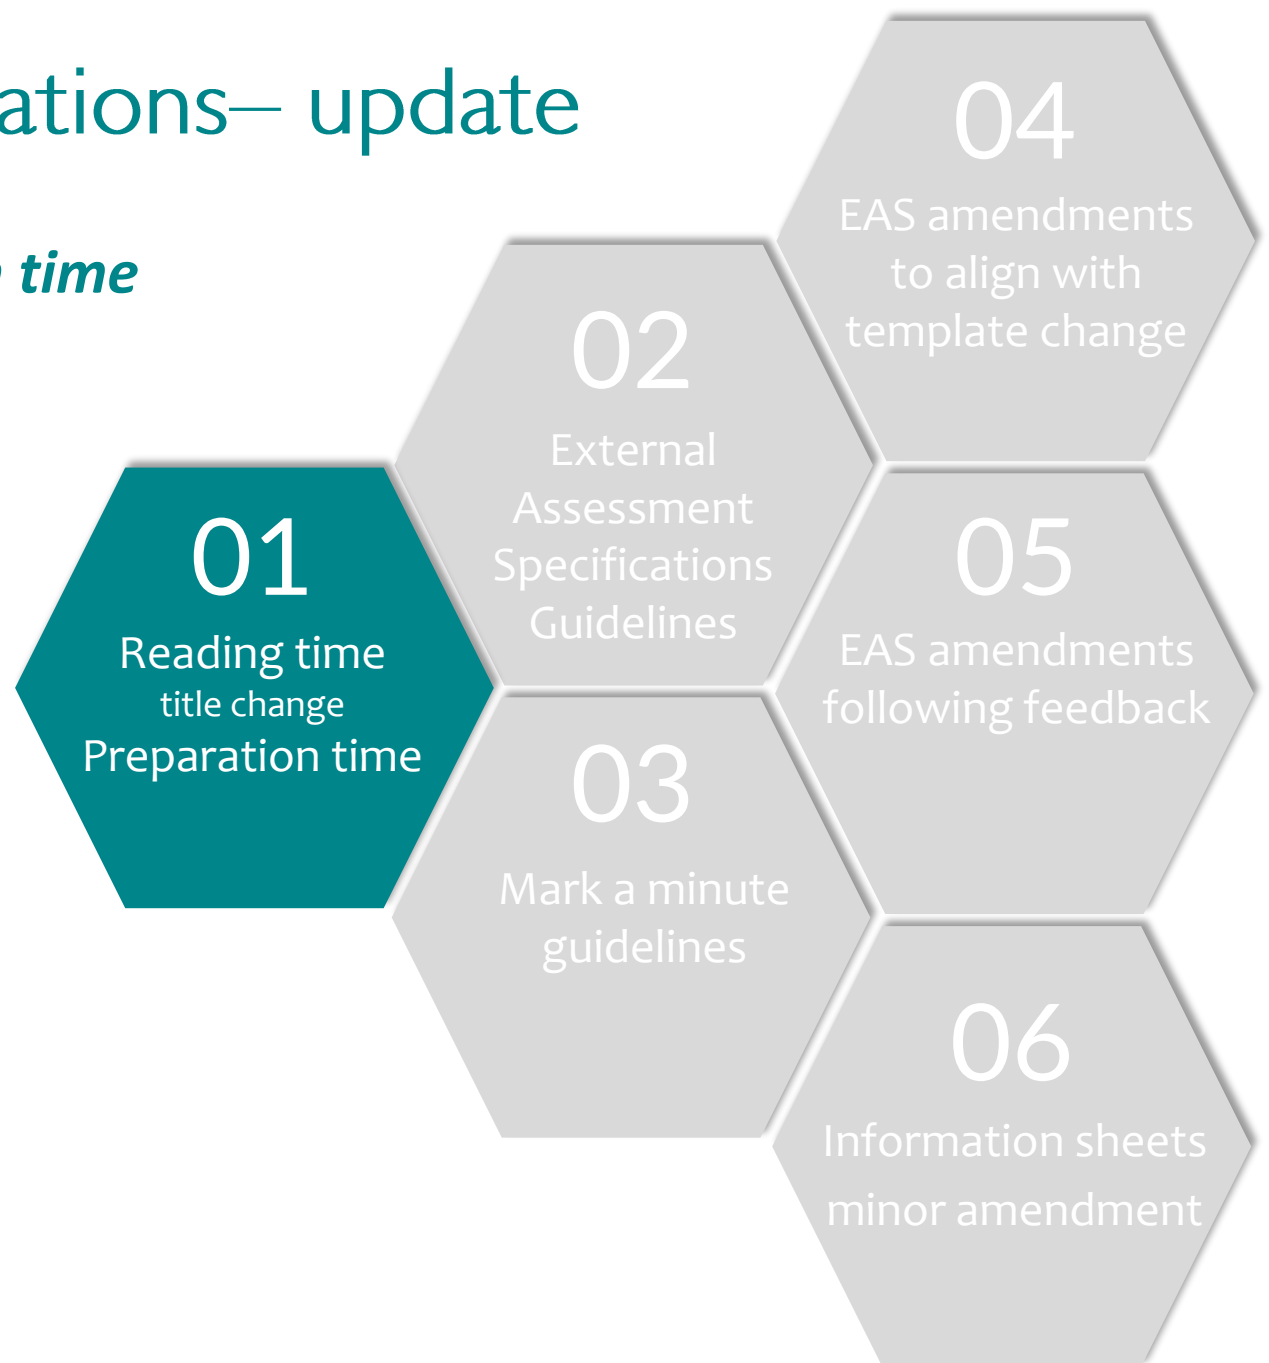 ations– update
time
01
Reading time
title change
Preparation time
02
External
Assessment
Specifications
Guidelines
03
Mark a minute
guidelines
04
EAS amendments
to align with
template change
05
EAS amendments
following feedback
06
Information sheets
minor amendment